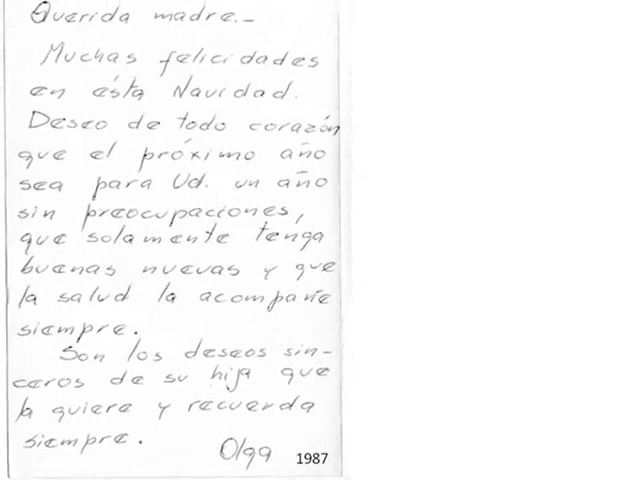 Querida madre.-
Muchas felicidades
en ésta Navidad.
Deseo de todo corazón
que el próximo año
sea para Ud. un año
sin preocupaciones,
que solamente tenga
buenas nuevas y que
la salud la acompañe
siempre.
Son los deseos sin-
ceros de su hija que
la quiere y recuerda
siempre.
Olga 1987